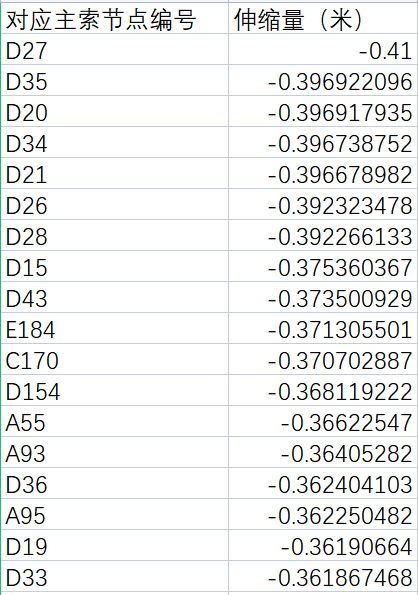 对应主索节点编号 伸缩量（米）
D27 -0.41
D35 -0.396922096
D20 -0.396917935
D34 -0.396738752
D21 -0.396678982
D26 -0.392323478
D28 -0.392266133
D15 -0.375360367
D43 -0.373500929
E184 -0.371305501
C170 -0.370702887
D154 -0.368119222
A55 -0.36622547
A93 -0.36405282
D36 -0.362404103
A95 -0.362250482
D19 -0.36190664
D33 -0.361867468